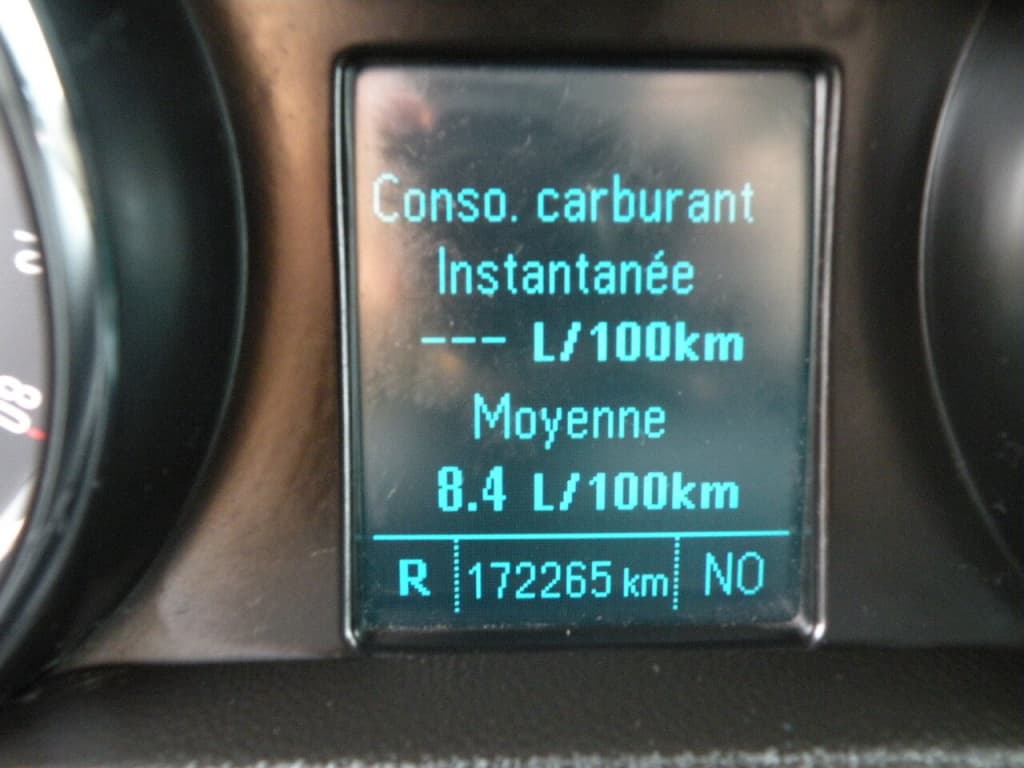 Conso. carburant
Instantanée
--- L/100km
Moyenne
8.4 L/100km
R 172265 km NO